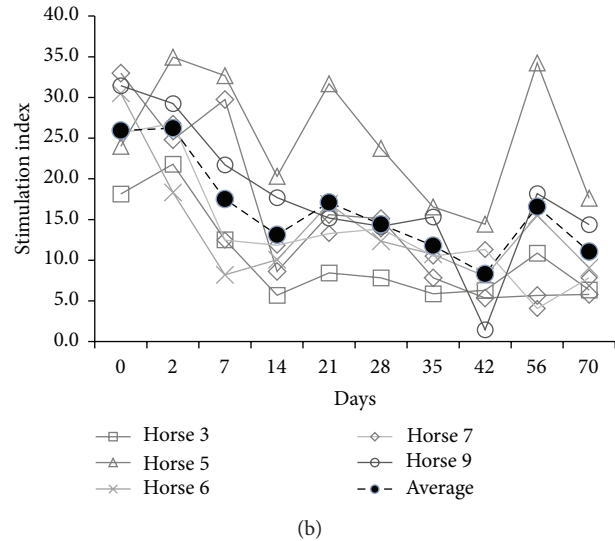 40.0
35.0
30.0
25.0
20.0
15.0
10.0
5.0
0.0
Stimulation index
0 2 7 14 21 28 35 42 56 70
Days
Horse 3
Horse 5
Horse 6
Horse 7
Horse 9
Average
(b)